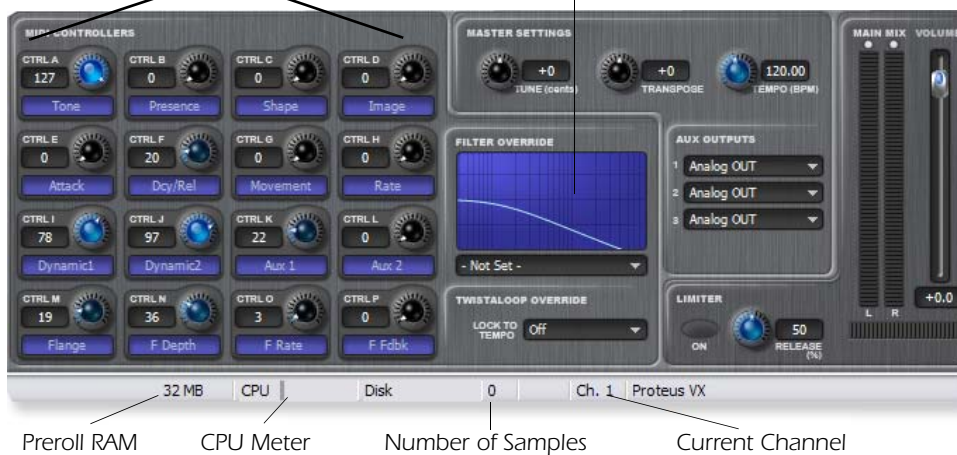 MIDI CONTROLLERS
CTRL A
127
Tone
CTRL B
0
Presence
CTRL C
0
Shape
CTRL D
0
Image
CTRL E
0
Attack
CTRL F
20
Dcy/Rel
CTRL G
0
Movement
CTRL H
0
Rate
CTRL I
78
Dynamic1
CTRL J
97
Dynamic2
CTRL K
22
Aux 1
CTRL L
0
Aux 2
CTRL M
19
Flange
CTRL N
36
F Depth
CTRL O
3
F Rate
CTRL P
0
F Fdbk
MASTER SETTINGS
+0
TUNE (cents)
+0
TRANSPOSE
120.00
TEMPO (BPM)
FILTER OVERRIDE
- Not Set -
AUX OUTPUTS
1 Analog OUT
2 Analog OUT
3 Analog OUT
TWISTALOOP OVERRIDE
LOCK TO
TEMPO
Off
LIMITER
ON
50
RELEASE
(%)
MAIN MIX
VOLUME
+0.0
L R
32 MB
CPU
Disk
0
Ch. 1
Proteus VX
Preroll RAM
CPU Meter
Number of Samples
Current Channel